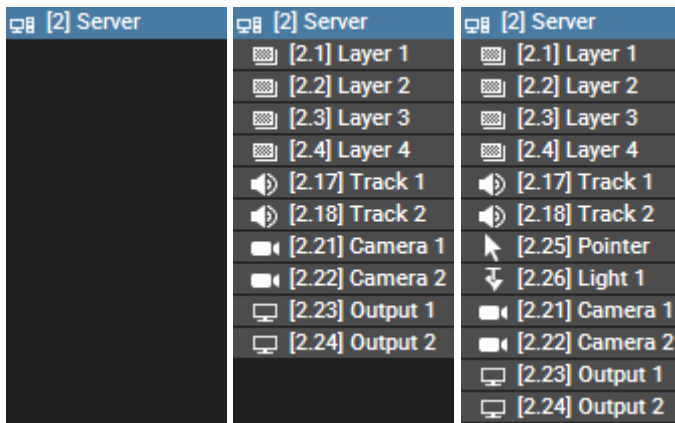 [2] Server
[2] Server
[2.1] Layer 1
[2.2] Layer 2
[2.3] Layer 3
[2.4] Layer 4
[2.17] Track 1
[2.18] Track 2
[2.21] Camera 1
[2.22] Camera 2
[2.23] Output 1
[2.24] Output 2
[2] Server
[2.1] Layer 1
[2.2] Layer 2
[2.3] Layer 3
[2.4] Layer 4
[2.17] Track 1
[2.18] Track 2
[2.25] Pointer
[2.26] Light 1
[2.21] Camera 1
[2.22] Camera 2
[2.23] Output 1
[2.24] Output 2